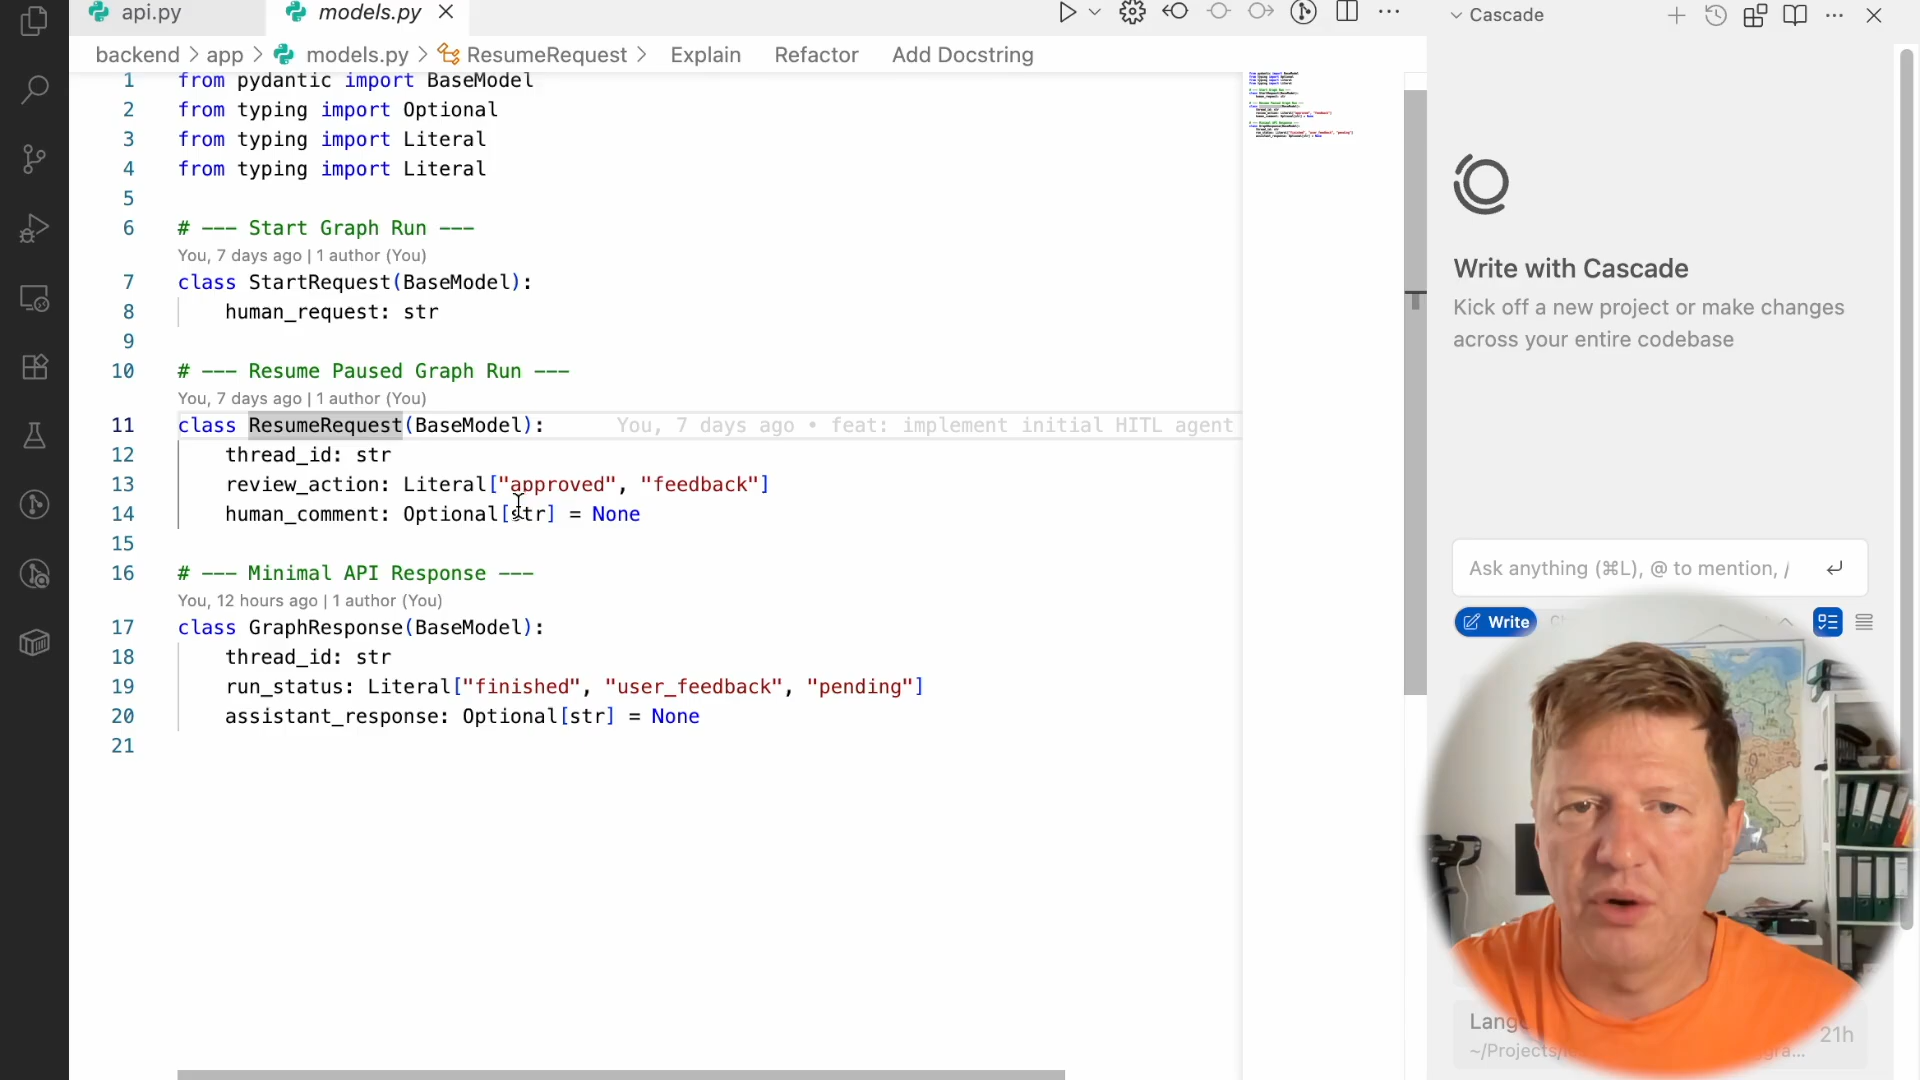 api.py
models.py
Cascade
backend > app > models.py > ResumeRequest > Explain Refactor Add Docstring
1 from pydantic import BaseModel
2 from typing import Optional
3 from typing import Literal
4 from typing import Literal
5
6 # --- Start Graph Run ---
You, 7 days ago | 1 author (You)
7 class StartRequest(BaseModel):
8 human_request: str
9
10 # --- Resume Paused Graph Run ---
You, 7 days ago | 1 author (You)
11 class ResumeRequest(BaseModel): You, 7 days ago • feat: implement initial HITL agent
12 thread_id: str
13 review_action: Literal["approved", "feedback"]
14 human_comment: Optional[str] = None
15
16 # --- Minimal API Response ---
You, 12 hours ago | 1 author (You)
17 class GraphResponse(BaseModel):
18 thread_id: str
19 run_status: Literal["finished", "user_feedback", "pending"]
20 assistant_response: Optional[str] = None
21
Write with Cascade
Kick off a new project or make changes
across your entire codebase
Ask anything (⌘L), @ to mention, /
Write
21h
~/Projects/